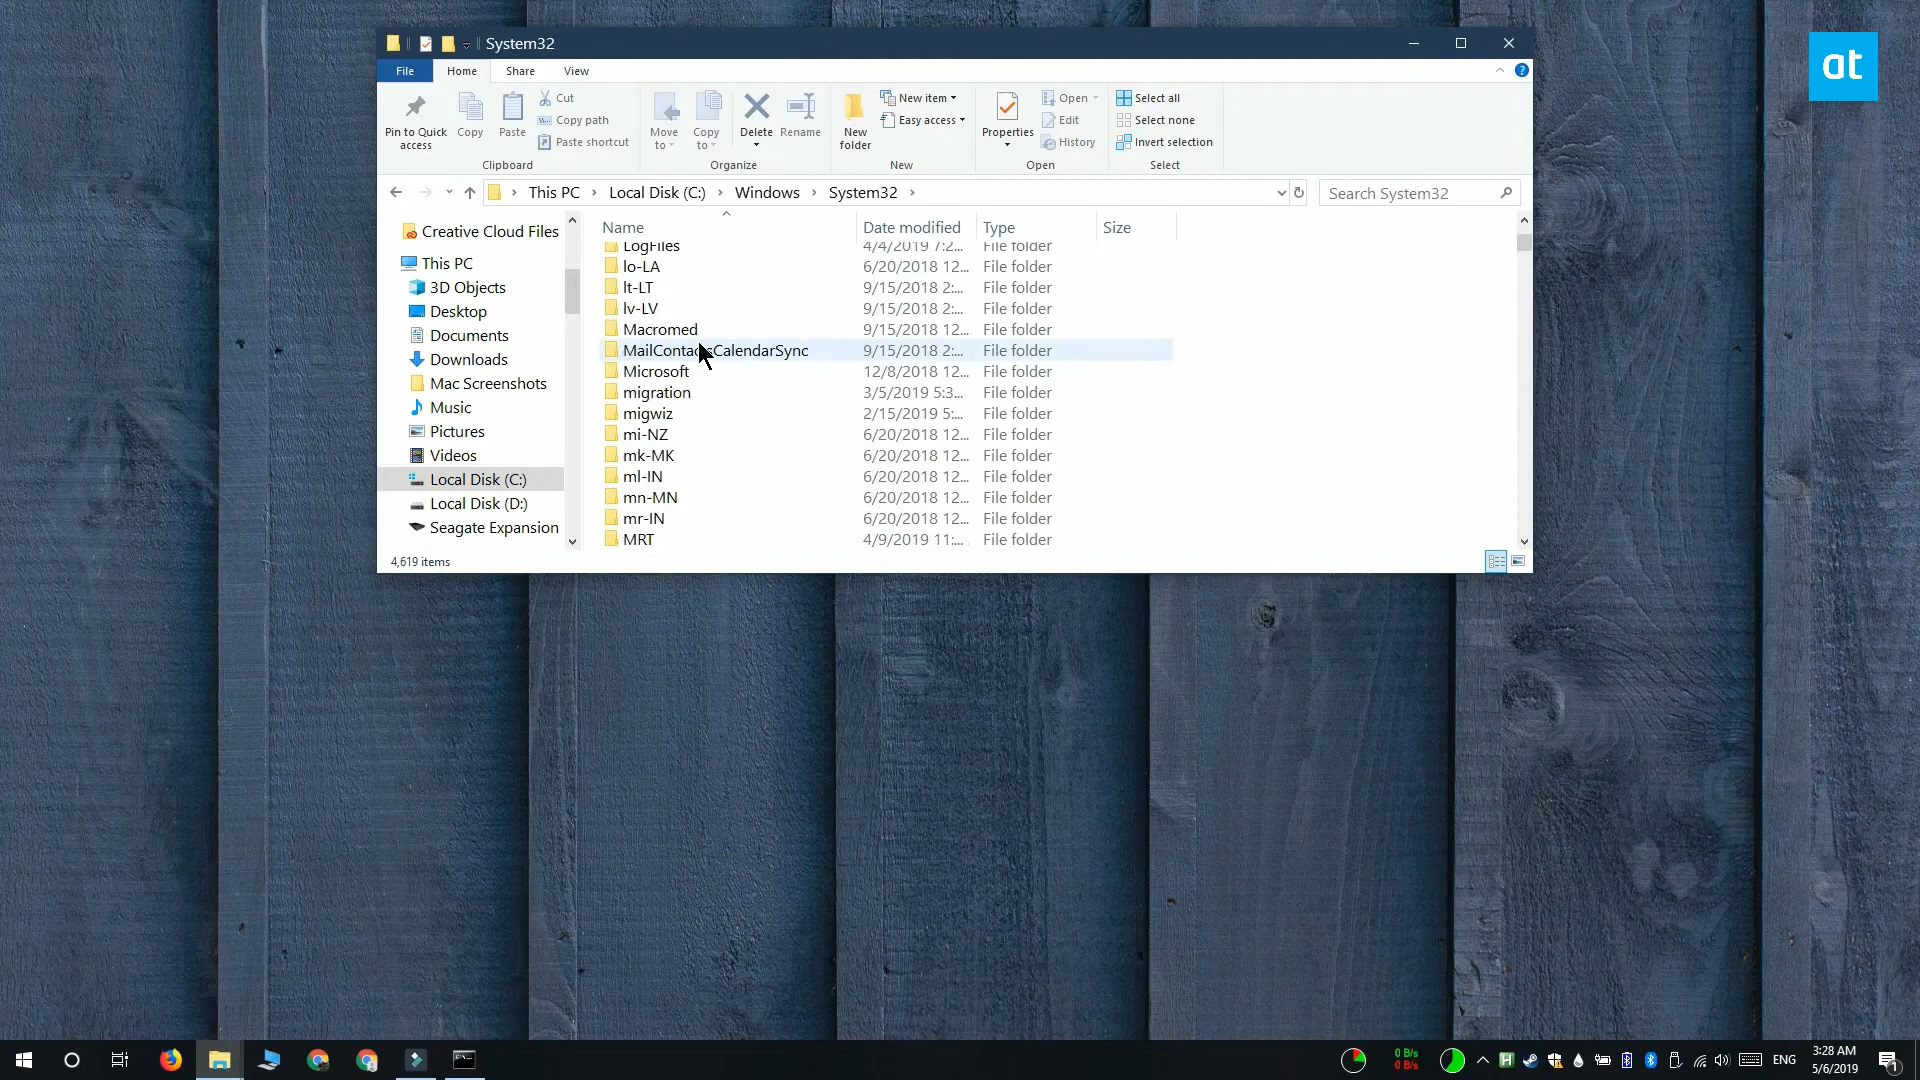 System32
at
File Home Share View
Pin to Quick access
Copy
Paste
Cut
Copy path
Paste shortcut
Clipboard
Move to
Copy to
Delete
Rename
Organize
New folder
New item
Easy access
New
Properties
Open
Edit
History
Open
Select all
Select none
Invert selection
Select
This PC Local Disk (C:) Windows System32
Search System32
Creative Cloud Files
This PC
3D Objects
Desktop
Documents
Downloads
Mac Screenshots
Music
Pictures
Videos
Local Disk (C:)
Local Disk (D:)
Seagate Expansion
Name Date modified Type Size
LogFiles 4/4/2019 7:2... File folder
lo-LA 6/20/2018 12... File folder
lt-LT 9/15/2018 2:... File folder
lv-LV 9/15/2018 2:... File folder
Macromed 9/15/2018 12... File folder
MailContactsCalendarSync 9/15/2018 2:... File folder
Microsoft 12/8/2018 12... File folder
migration 3/5/2019 5:3... File folder
migwiz 2/15/2019 5:... File folder
mi-NZ 6/20/2018 12... File folder
mk-MK 6/20/2018 12... File folder
ml-IN 6/20/2018 12... File folder
mn-MN 6/20/2018 12... File folder
mr-IN 6/20/2018 12... File folder
MRT 4/9/2019 11:... File folder
4,619 items
0 B/s
0 B/s
ENG
3:28 AM
5/6/2019
1